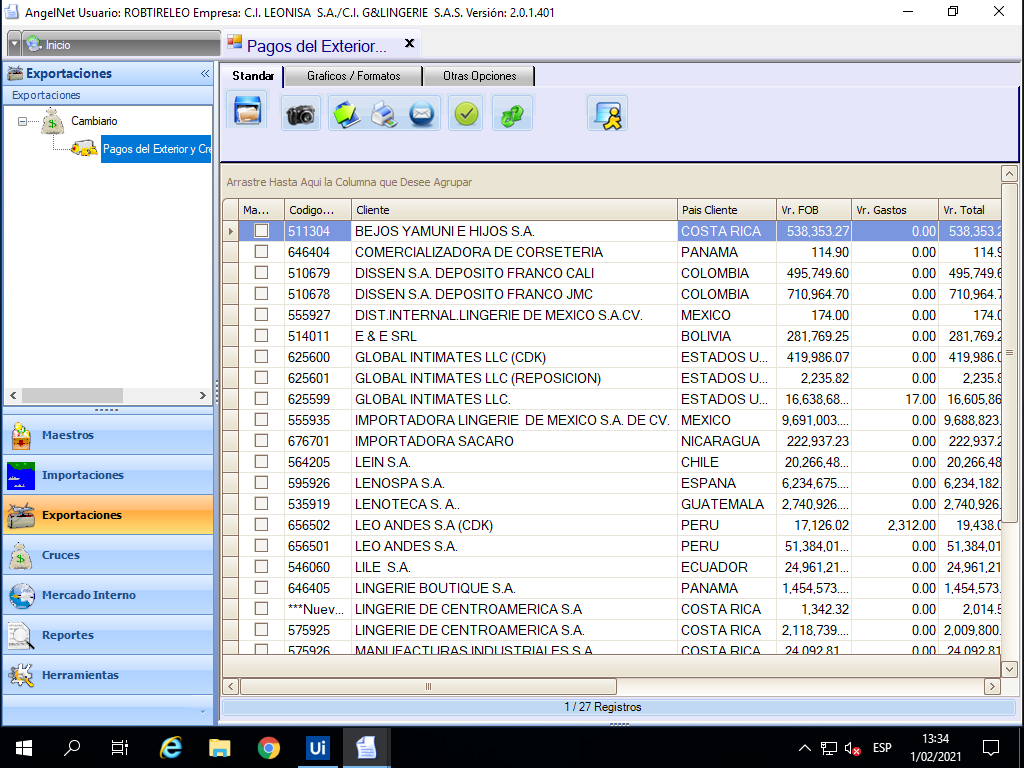 AngelNet Usuario: ROBTIRELEO Empresa: C.I. LEONISA  S.A./C.I. G&LINGERIE  S.A.S. Versión: 2.0.1.401
Inicio
Pagos del Exterior...
Exportaciones
Exportaciones
Cambiario
Pagos del Exterior y Cre
Standar
Graficos / Formatos
Otras Opciones
Arrastre Hasta Aqui la Columna que Desee Agrupar
Ma... Codigo... Cliente Pais Cliente Vr. FOB Vr. Gastos Vr. Total
511304 BEJOS YAMUNI E HIJOS S.A. COSTA RICA 538,353.27 0.00 538,353.2
646404 COMERCIALIZADORA DE CORSETERIA PANAMA 114.90 0.00 114.9
510679 DISSEN S.A. DEPOSITO FRANCO CALI COLOMBIA 495,749.60 0.00 495,749.6
510678 DISSEN S.A. DEPOSITO FRANCO JMC COLOMBIA 710,964.70 0.00 710,964.7
555927 DIST.INTERNAL.LINGERIE DE MEXICO S.A.CV. MEXICO 174.00 0.00 174.0
514011 E & E SRL BOLIVIA 281,769.25 0.00 281,769.2
625600 GLOBAL INTIMATES LLC (CDK) ESTADOS U... 419,986.07 0.00 419,986.0
625601 GLOBAL INTIMATES LLC (REPOSICION) ESTADOS U... 2,235.82 0.00 2,235.8
625599 GLOBAL INTIMATES LLC. ESTADOS U... 16,638,68... 17.00 16,605,86
555935 IMPORTADORA LINGERIE  DE MEXICO S.A. DE CV. MEXICO 9,691,003.... 0.00 9,688,823.
676701 IMPORTADORA SACARO NICARAGUA 222,937.23 0.00 222,937.2
564205 LEIN S.A. CHILE 20,266,48... 0.00 20,266,48
595926 LENOSPA S.A. ESPANA 6,234,675.... 0.00 6,234,182.
535919 LENOTECA S. A.. GUATEMALA 2,740,926.... 0.00 2,740,926.
656502 LEO ANDES S.A (CDK) PERU 17,126.02 2,312.00 19,438.0
656501 LEO ANDES S.A. PERU 51,384,01... 0.00 51,384,01
546060 LILE  S.A. ECUADOR 24,961,21... 0.00 24,961,21
646405 LINGERIE BOUTIQUE S.A. PANAMA 1,454,573.... 0.00 1,454,573.
***Nuev... LINGERIE DE CENTROAMERICA S.A COSTA RICA 1,342.32 0.00 2,014.5
575925 LINGERIE DE CENTROAMERICA S.A. COSTA RICA 2,118,739.... 0.00 2,009,800.
575926 MANUFACTURAS INDUSTRIALES S.A. COSTA RICA 24,092.81 0.00 24,092.81
Maestros
Importaciones
Exportaciones
Cruces
Mercado Interno
Reportes
Herramientas
1 / 27 Registros
Ui
ESP
13:34
1/02/2021